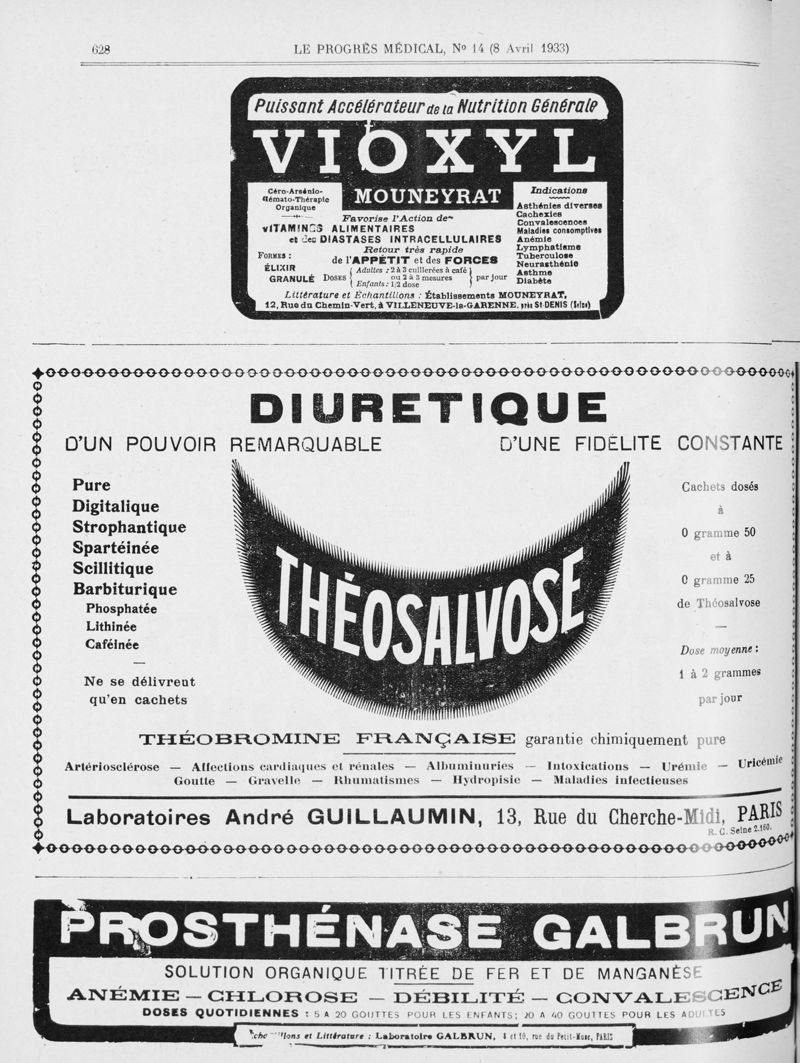 628
LE PROGRÈS MÉDICAL, No 14 (8 Avril 1933)
Puissant Accélérateur de la Nutrition Générale
VIOXYL
MOUNEYRAT
Céro-Arsénio-
Hémato-Thérapie
Organique
Favorise l'Action des
VITAMINES ALIMENTAIRES
et des DIASTASES INTRACELLULAIRES
Retour très rapide
de l'APPÉTIT et des FORCES
FORMES :
ÉLIXIR
GRANULÉ
DOSES
Adultes : 2 à 3 cuillerées à café
ou 2 à 3 mesures
Enfants : 1/2 dose
par jour
Indications
Asthénies diverses
Cachexies
Convalescences
Maladies consomptives
Anémie
Lymphatisme
Tuberculose
Neurasthénie
Asthme
Diabète
Littérature et Échantillons : Établissements MOUNEYRAT,
12, Rue du Chemin-Vert, à VILLENEUVE-la-GARENNE, près St-DENIS (Seine)
DIURETIQUE
D'UN POUVOIR REMARQUABLE
D'UNE FIDÉLITE CONSTANTE
Pure
Digitalique
Strophantique
Spartéinée
Scillitique
Barbiturique
Phosphatée
Lithinée
Caféinée
—
Ne se délivrent
qu'en cachets
THÉOSALVOSE
Cachets dosés
à
0 gramme 50
et à
0 gramme 25
de Théosalvose
—
Dose moyenne :
1 à 2 grammes
par jour
THÉOBROMINE FRANÇAISE garantie chimiquement pure
Artériosclérose — Affections cardiaques et rénales — Albuminuries — Intoxications — Urémie — Uricémie
Goutte — Gravelle — Rhumatismes — Hydropisie — Maladies infectieuses
Laboratoires André GUILLAUMIN, 13, Rue du Cherche-Midi, PARIS
R. C. Seine 2.160.
PROSTHÉNASE GALBRUN
SOLUTION ORGANIQUE TITRÉE DE FER ET DE MANGANÈSE
ANÉMIE — CHLOROSE — DÉBILITÉ — CONVALESCENCE
DOSES QUOTIDIENNES : 5 A 20 GOUTTES POUR LES ENFANTS; 20 A 40 GOUTTES POUR LES ADULTES
et Littérature : Laboratoire GALBRUN, 8 et 10, rue du Petit-Musc, PARIS